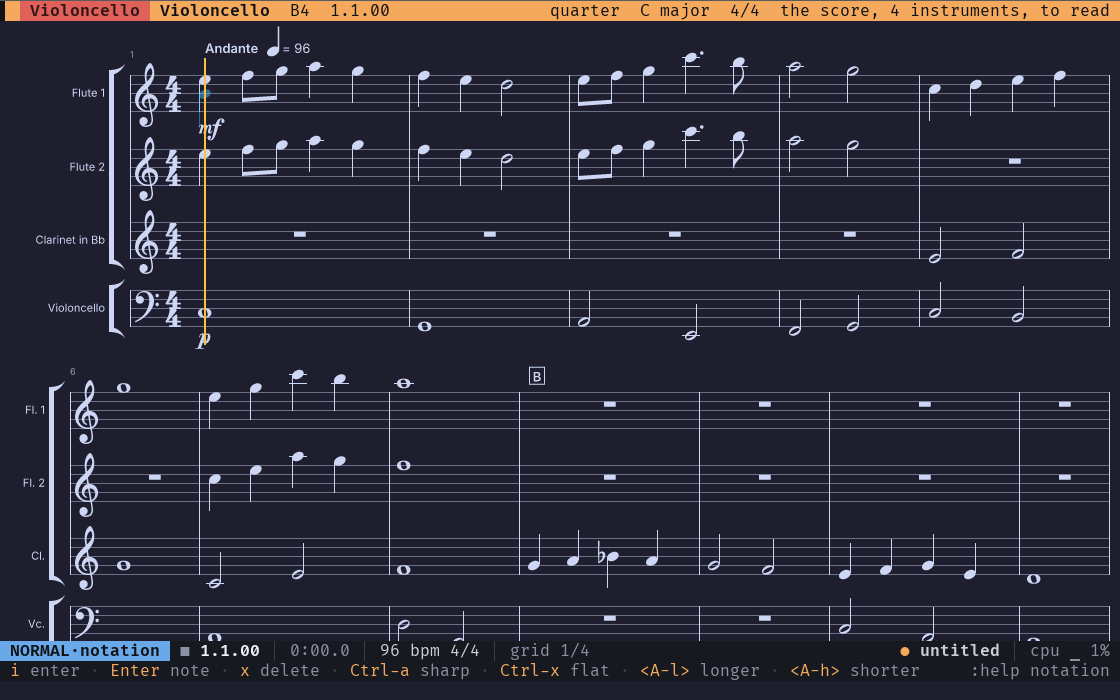 Violoncello Violoncello B4 1.1.00 quarter C major 4/4 the score, 4 instruments, to read
Andante = 96
1
Flute 1
mf
Flute 2
Clarinet in Bb
Violoncello
p
6
B
Fl. 1
Fl. 2
Cl.
Vc.
NORMAL·notation ■ 1.1.00 │ 0:00.0 │ 96 bpm 4/4 │ grid 1/4 ● untitled │ cpu _ 1%
i enter · Enter note · x delete · Ctrl-a sharp · Ctrl-x flat · <A-l> longer · <A-h> shorter :help notation